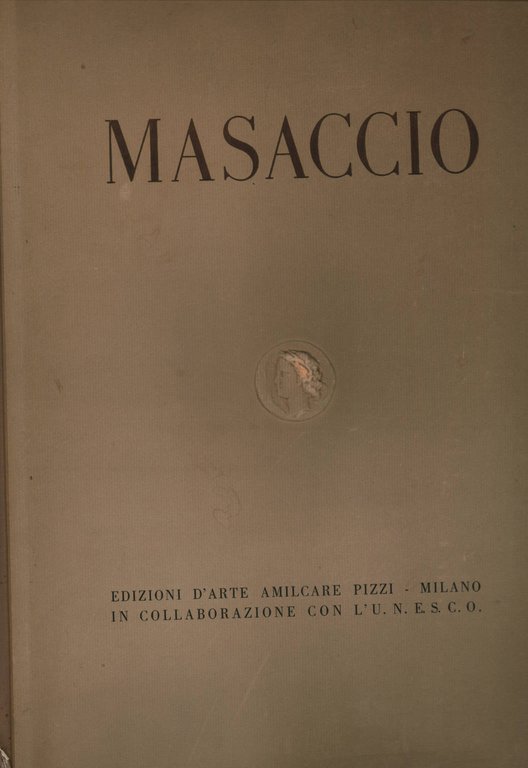 MASACCIO
EDIZIONI D'ARTE AMILCARE PIZZI - MILANO
IN COLLABORAZIONE CON L'U. N. E. S. C. O.